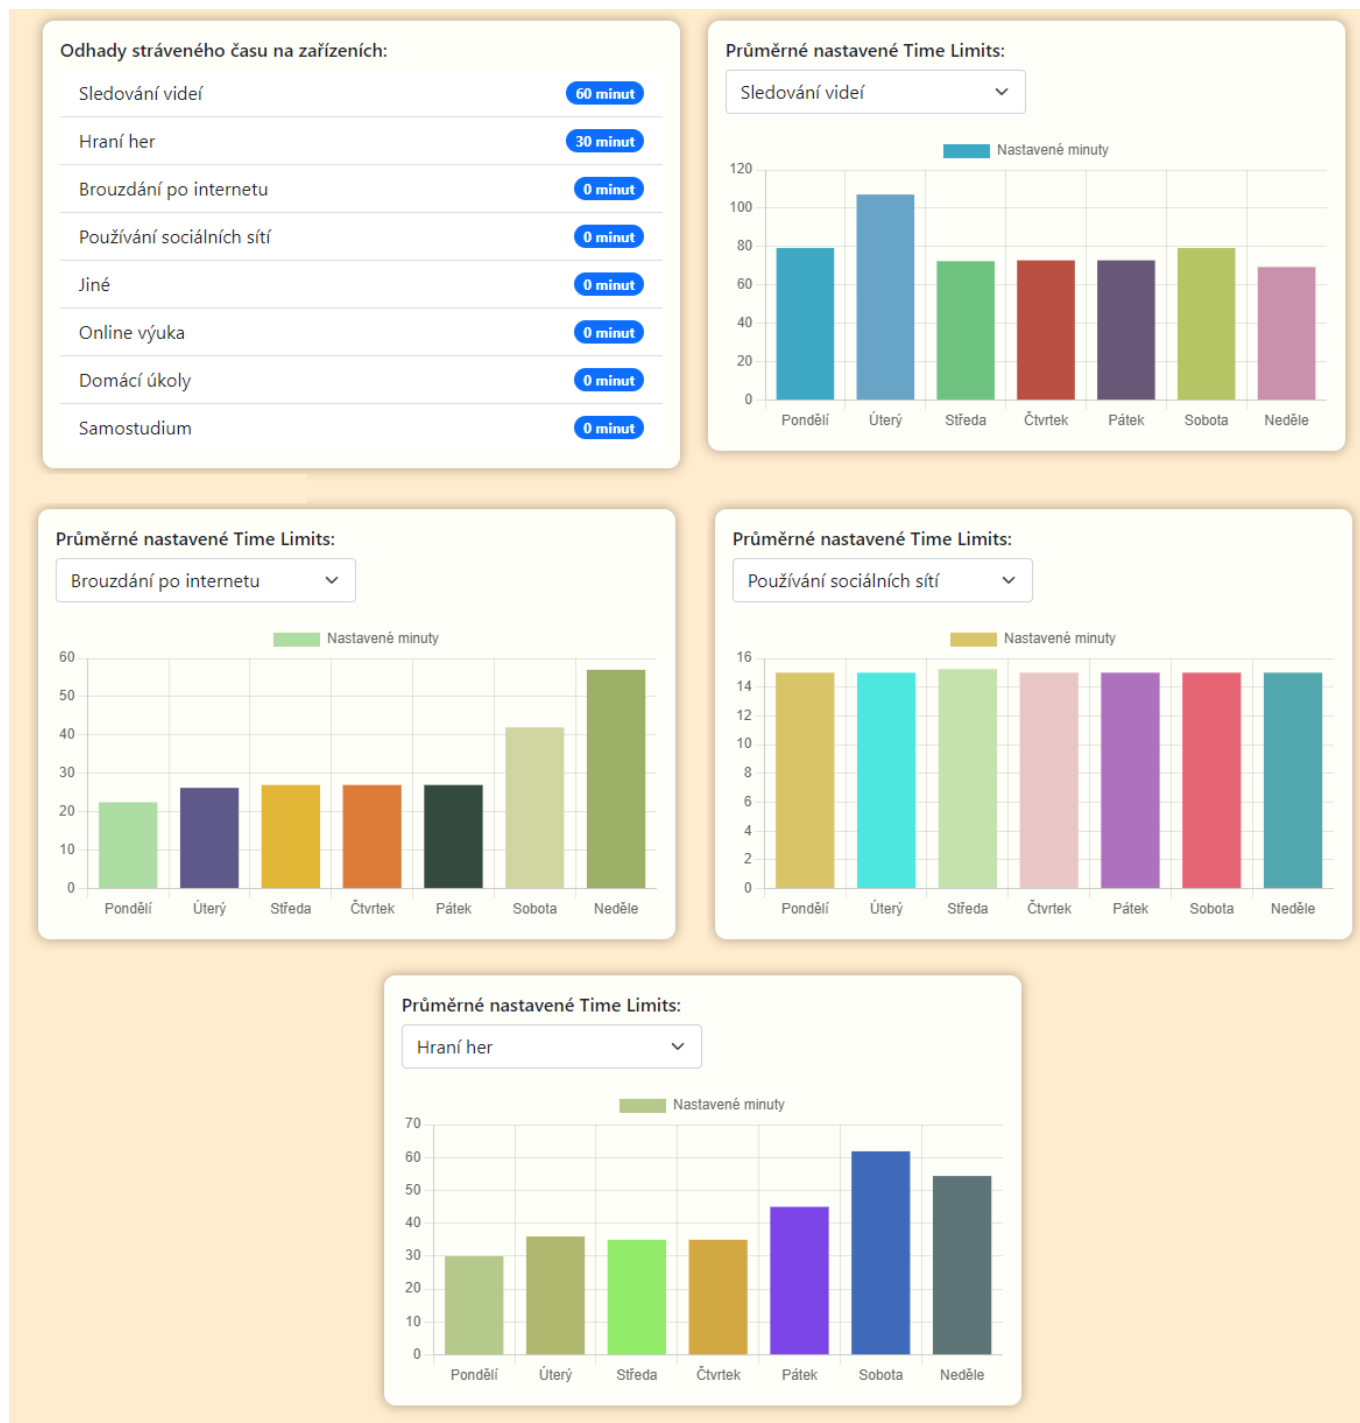 Odhady stráveného času na zařízeních:
Sledování videí 60 minut
Hraní her 30 minut
Brouzdání po internetu 0 minut
Používání sociálních sítí 0 minut
Jiné 0 minut
Online výuka 0 minut
Domácí úkoly 0 minut
Samostudium 0 minut
Průměrné nastavené Time Limits:
Sledování videí
Nastavené minuty
120
100
80
60
40
20
0
Pondělí Úterý Středa Čtvrtek Pátek Sobota Neděle
Průměrné nastavené Time Limits:
Brouzdání po internetu
Nastavené minuty
60
50
40
30
20
10
0
Pondělí Úterý Středa Čtvrtek Pátek Sobota Neděle
Průměrné nastavené Time Limits:
Používání sociálních sítí
Nastavené minuty
16
14
12
10
8
6
4
2
0
Pondělí Úterý Středa Čtvrtek Pátek Sobota Neděle
Průměrné nastavené Time Limits:
Hraní her
Nastavené minuty
70
60
50
40
30
20
10
0
Pondělí Úterý Středa Čtvrtek Pátek Sobota Neděle